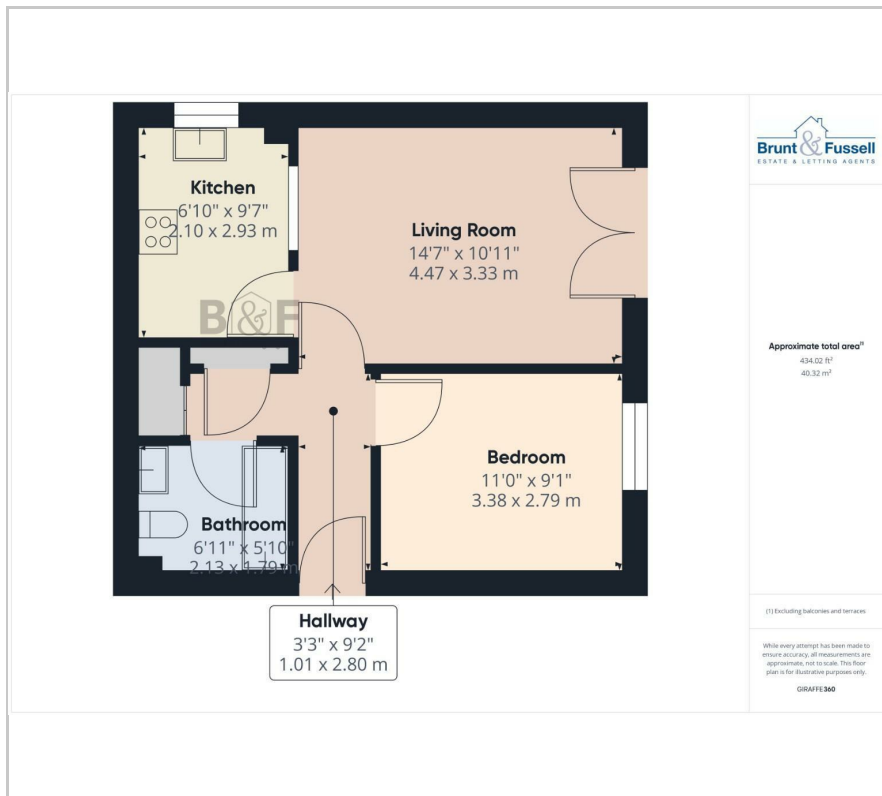 Kitchen
6'10" x 9'7"
2.10 x 2.93 m
Living Room
14'7" x 10'11"
4.47 x 3.33 m
B&F
Bedroom
11'0" x 9'1"
3.38 x 2.79 m
Bathroom
6'11" x 5'10"
2.13 x 1.79 m
Hallway
3'3" x 9'2"
1.01 x 2.80 m
Brunt & Fussell
ESTATE & LETTING AGENTS
Approximate total area⁽¹⁾
434.02 ft²
40.32 m²
(1) Excluding balconies and terraces
While every attempt has been made to
ensure accuracy, all measurements are
approximate, not to scale. This floor
plan is for illustrative purposes only.
GIRAFFE360